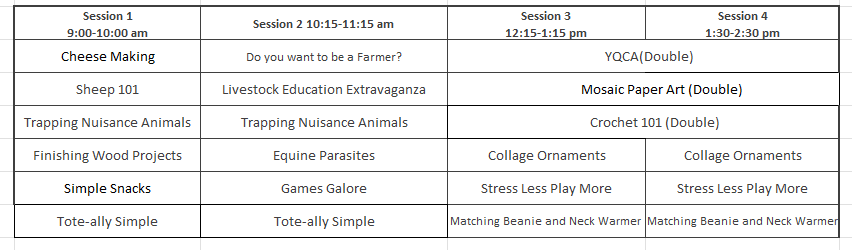 Session 1
9:00-10:00 am
Session 2 10:15-11:15 am
Session 3
12:15-1:15 pm
Session 4
1:30-2:30 pm
Cheese Making
Do you want to be a Farmer?
YQCA(Double)
Sheep 101
Livestock Education Extravaganza
Mosaic Paper Art (Double)
Trapping Nuisance Animals
Trapping Nuisance Animals
Crochet 101 (Double)
Finishing Wood Projects
Equine Parasites
Collage Ornaments
Collage Ornaments
Simple Snacks
Games Galore
Stress Less Play More
Stress Less Play More
Tote-ally Simple
Tote-ally Simple
Matching Beanie and Neck Warmer
Matching Beanie and Neck Warmer